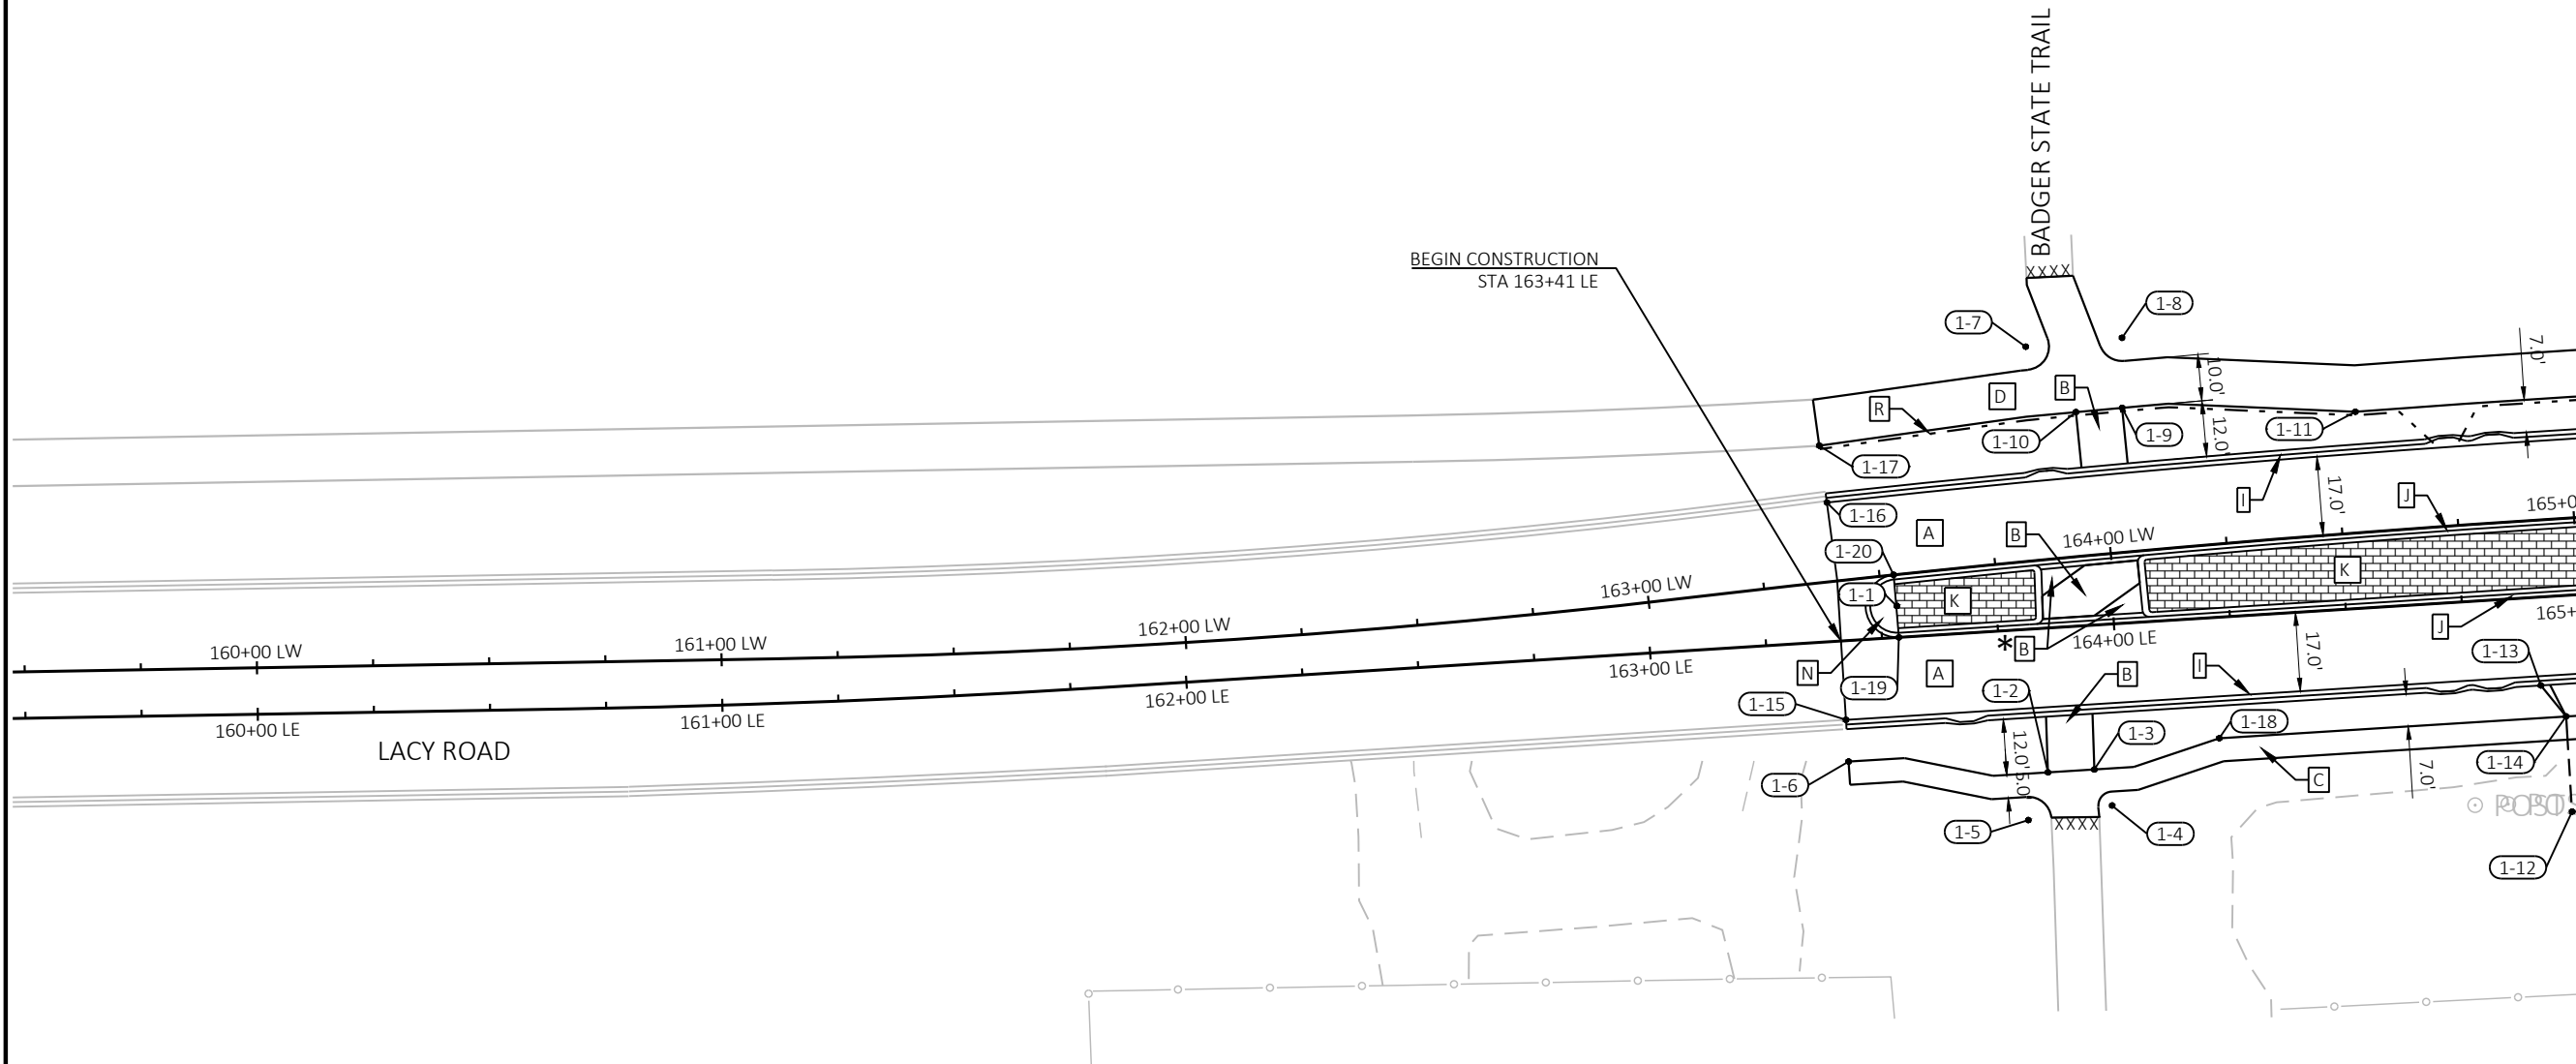 BADGER STATE TRAIL
BEGIN CONSTRUCTION
STA 163+41 LE
XXXX
1-7
1-8
10.0'
7.0'
R
D
B
12.0'
1-10
1-9
1-11
1-17
I
17.0'
J
165+0
1-16
A
B
164+00 LW
1-20
163+00 LW
1-1
K
K
165+
160+00 LW
161+00 LW
162+00 LW
163+00 LE
N
1-19
A
* B
164+00 LE
17.0'
J
1-13
I
B
1-2
1-15
162+00 LE
161+00 LE
160+00 LE
LACY ROAD
12.0'
5.0'
1-3
1-18
1-14
C
7.0'
1-6
1-5
XXXX
1-4
POST
1-12